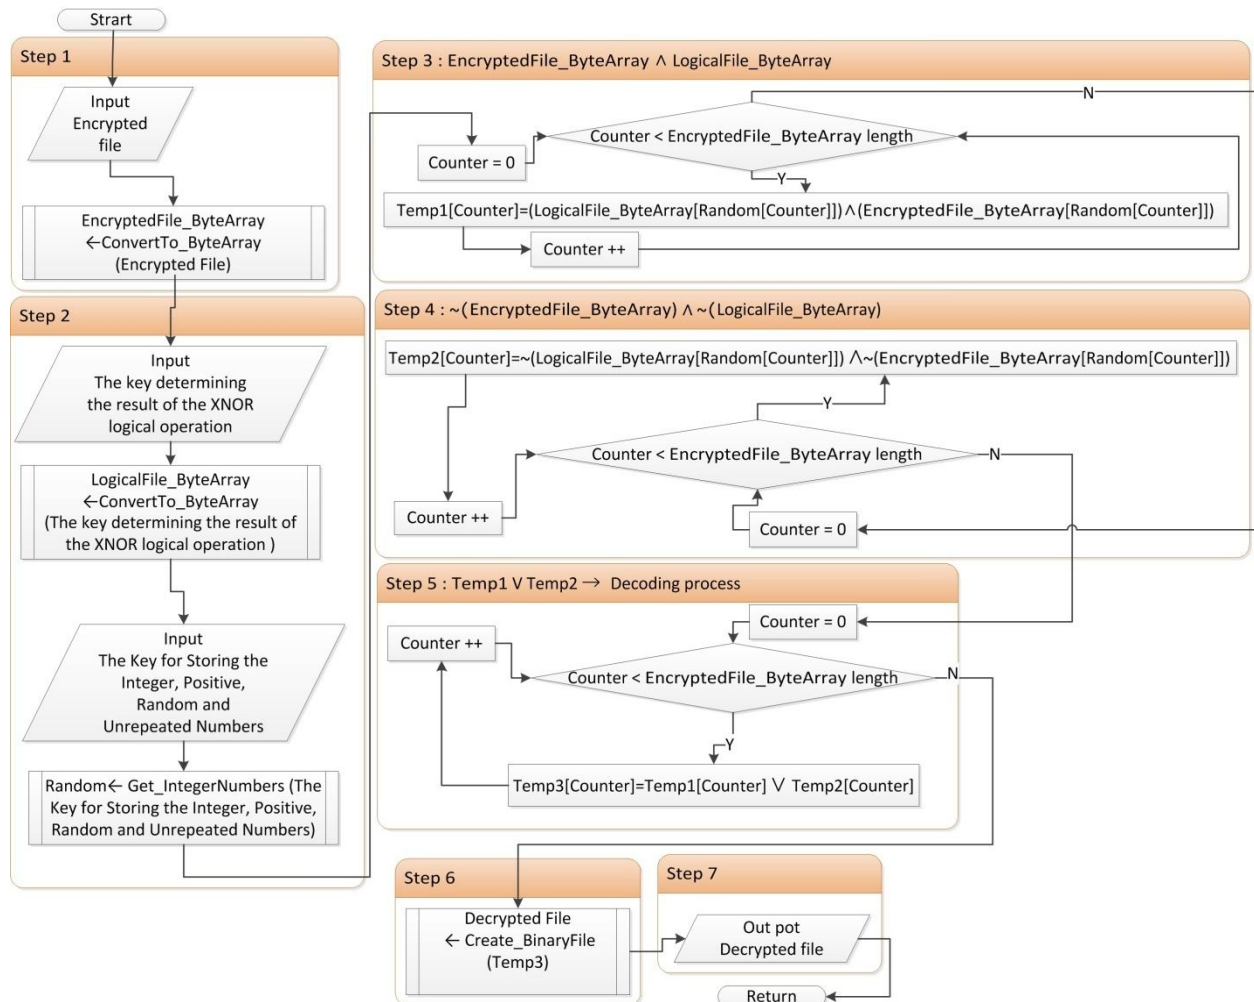 Strart
Step 1
Input
Encrypted
file
EncryptedFile_ByteArray
←ConvertTo_ByteArray
(Encrypted File)
Step 2
Input
The key determining
the result of the XNOR
logical operation
LogicalFile_ByteArray
←ConvertTo_ByteArray
(The key determining the result of
the XNOR logical operation )
Input
The Key for Storing the
Integer, Positive,
Random and
Unrepeated Numbers
Random← Get_IntegerNumbers (The
Key for Storing the Integer, Positive,
Random and Unrepeated Numbers)
Step 3 : EncryptedFile_ByteArray ∧ LogicalFile_ByteArray
N
Counter < EncryptedFile_ByteArray length
Counter = 0
Y
Temp1[Counter]=(LogicalFile_ByteArray[Random[Counter]])∧(EncryptedFile_ByteArray[Random[Counter]])
Counter ++
Step 4 : ~(EncryptedFile_ByteArray) ∧ ~(LogicalFile_ByteArray)
Temp2[Counter]=~(LogicalFile_ByteArray[Random[Counter]]) ∧~(EncryptedFile_ByteArray[Random[Counter]])
Y
Counter < EncryptedFile_ByteArray length
N
Counter ++
Counter = 0
Step 5 : Temp1 V Temp2 → Decoding process
Counter = 0
Counter ++
Counter < EncryptedFile_ByteArray length
N
Y
Temp3[Counter]=Temp1[Counter] ∨ Temp2[Counter]
Step 6
Decrypted File
← Create_BinaryFile
(Temp3)
Step 7
Out pot
Decrypted file
Return